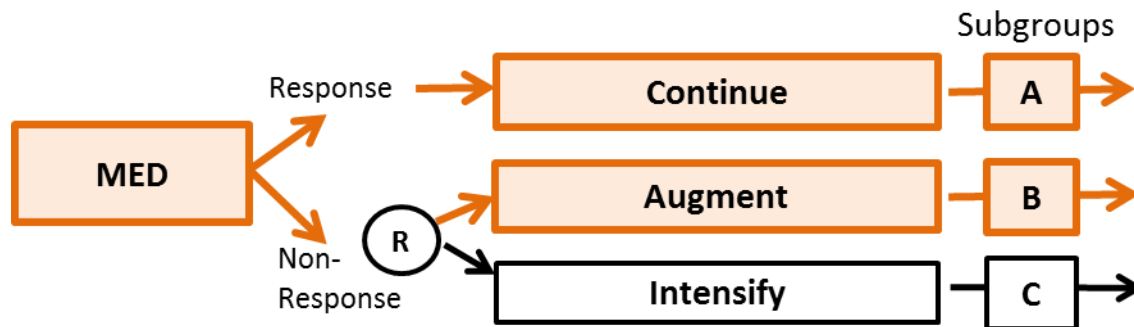 Subgroups
Response
Continue
A
MED
Augment
B
R
Non-
Response
Intensify
C